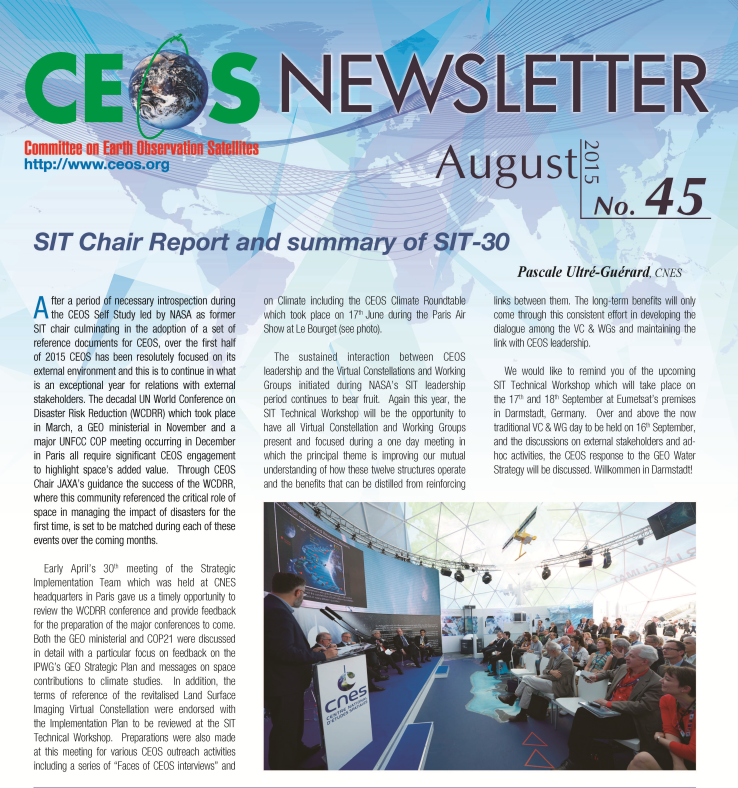 CEOS NEWSLETTER
Committee on Earth Observation Satellites
http://www.ceos.org
August 2015
No. 45
SIT Chair Report and summary of SIT-30
Pascale Ultré-Guérard, CNES
After a period of necessary introspection during
the CEOS Self Study led by NASA as former
SIT chair culminating in the adoption of a set of
reference documents for CEOS, over the first half
of 2015 CEOS has been resolutely focused on its
external environment and this is to continue in what
is an exceptional year for relations with external
stakeholders. The decadal UN World Conference on
Disaster Risk Reduction (WCDRR) which took place
in March, a GEO ministerial in November and a
major UNFCC COP meeting occurring in December
in Paris all require significant CEOS engagement
to highlight space's added value. Through CEOS
Chair JAXA's guidance the success of the WCDRR,
where this community referenced the critical role of
space in managing the impact of disasters for the
first time, is set to be matched during each of these
events over the coming months.
Early April's 30th meeting of the Strategic
Implementation Team which was held at CNES
headquarters in Paris gave us a timely opportunity to
review the WCDRR conference and provide feedback
for the preparation of the major conferences to come.
Both the GEO ministerial and COP21 were discussed
in detail with a particular focus on feedback on the
IPWG's GEO Strategic Plan and messages on space
contributions to climate studies. In addition, the
terms of reference of the revitalised Land Surface
Imaging Virtual Constellation were endorsed with
the Implementation Plan to be reviewed at the SIT
Technical Workshop. Preparations were also made
at this meeting for various CEOS outreach activities
including a series of "Faces of CEOS interviews" and
on Climate including the CEOS Climate Roundtable
which took place on 17th June during the Paris Air
Show at Le Bourget (see photo).
The sustained interaction between CEOS
leadership and the Virtual Constellations and Working
Groups initiated during NASA's SIT leadership
period continues to bear fruit. Again this year, the
SIT Technical Workshop will be the opportunity to
have all Virtual Constellation and Working Groups
present and focused during a one day meeting in
which the principal theme is improving our mutual
understanding of how these twelve structures operate
and the benefits that can be distilled from reinforcing
links between them. The long-term benefits will only
come through this consistent effort in developing the
dialogue among the VC & WGs and maintaining the
link with CEOS leadership.
We would like to remind you of the upcoming
SIT Technical Workshop which will take place on
the 17th and 18th September at Eumetsat's premises
in Darmstadt, Germany. Over and above the now
traditional VC & WG day to be held on 16th September,
and the discussions on external stakeholders and ad-
hoc activities, the CEOS response to the GEO Water
Strategy will be discussed. Willkommen in Darmstadt!
cnes
CENTRE NATIONAL
D'ÉTUDES SPATIALES